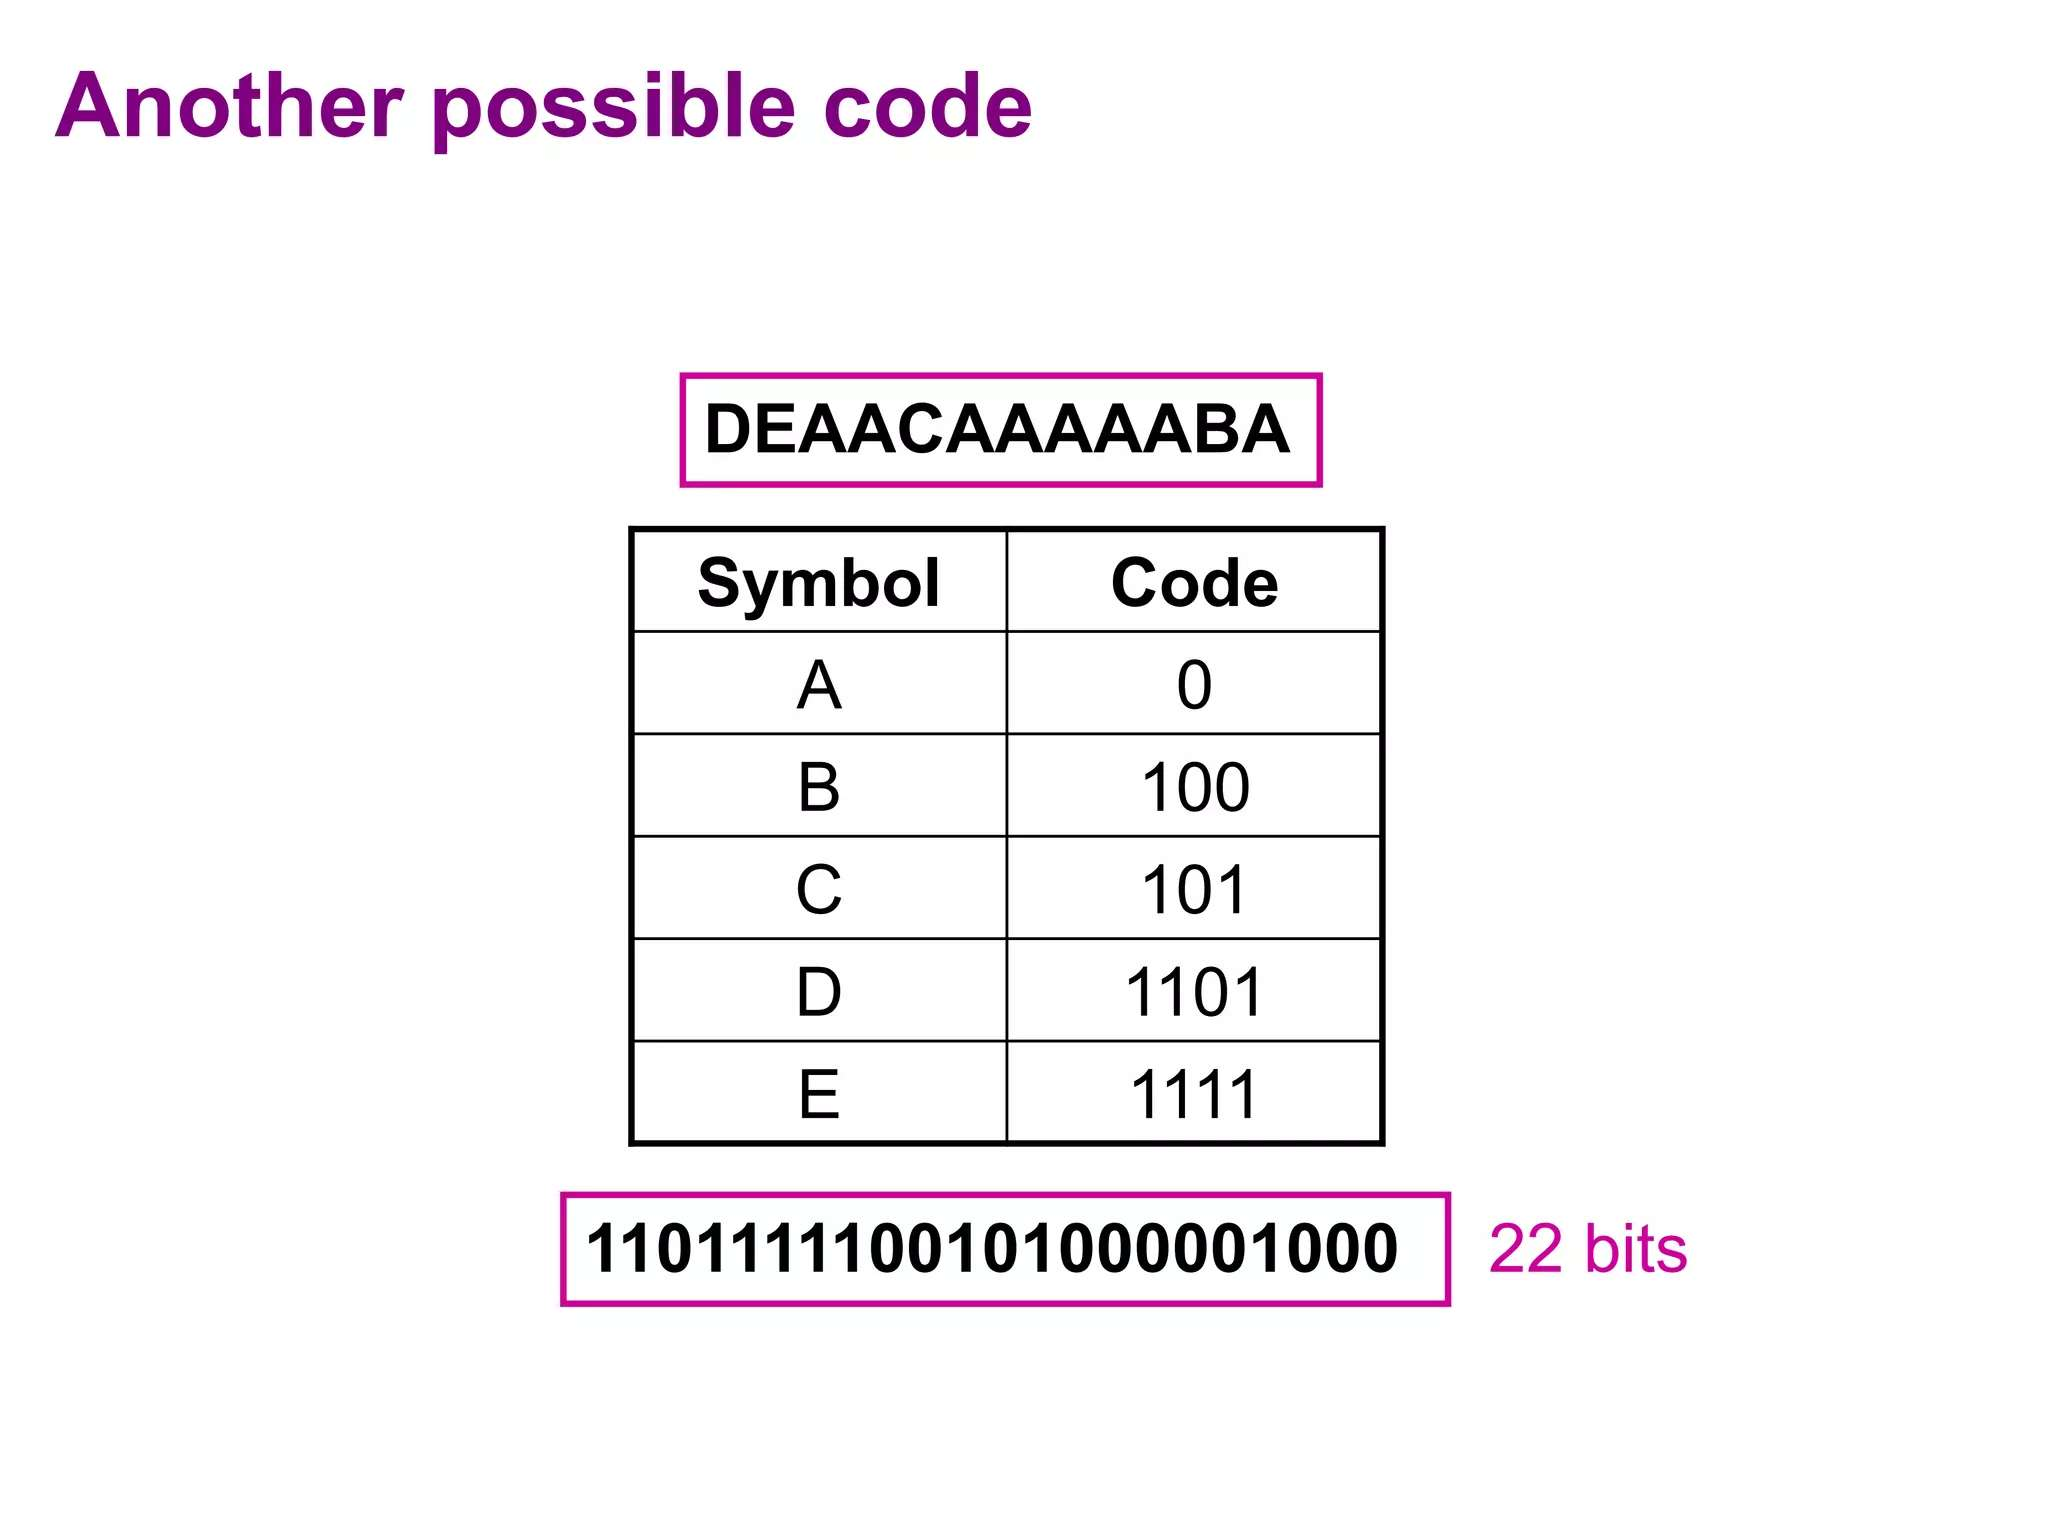 Another possible code
DEAACAAAAABA
Symbol Code
A 0
B 100
C 101
D 1101
E 1111
1101111100101000001000 22 bits